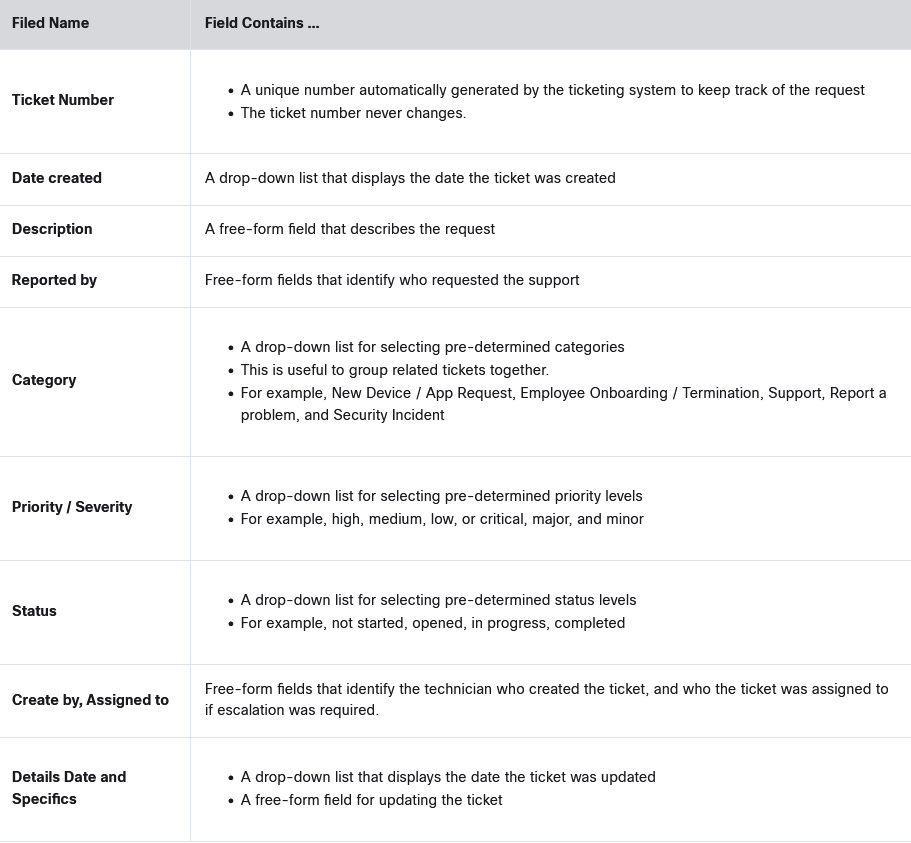 Filed Name
Field Contains ...
Ticket Number
• A unique number automatically generated by the ticketing system to keep track of the request
• The ticket number never changes.
Date created
A drop-down list that displays the date the ticket was created
Description
A free-form field that describes the request
Reported by
Free-form fields that identify who requested the support
Category
• A drop-down list for selecting pre-determined categories
• This is useful to group related tickets together.
• For example, New Device / App Request, Employee Onboarding / Termination, Support, Report a
problem, and Security Incident
Priority / Severity
• A drop-down list for selecting pre-determined priority levels
• For example, high, medium, low, or critical, major, and minor
Status
• A drop-down list for selecting pre-determined status levels
• For example, not started, opened, in progress, completed
Create by, Assigned to
Free-form fields that identify the technician who created the ticket, and who the ticket was assigned to
if escalation was required.
Details Date and
Specifics
• A drop-down list that displays the date the ticket was updated
• A free-form field for updating the ticket